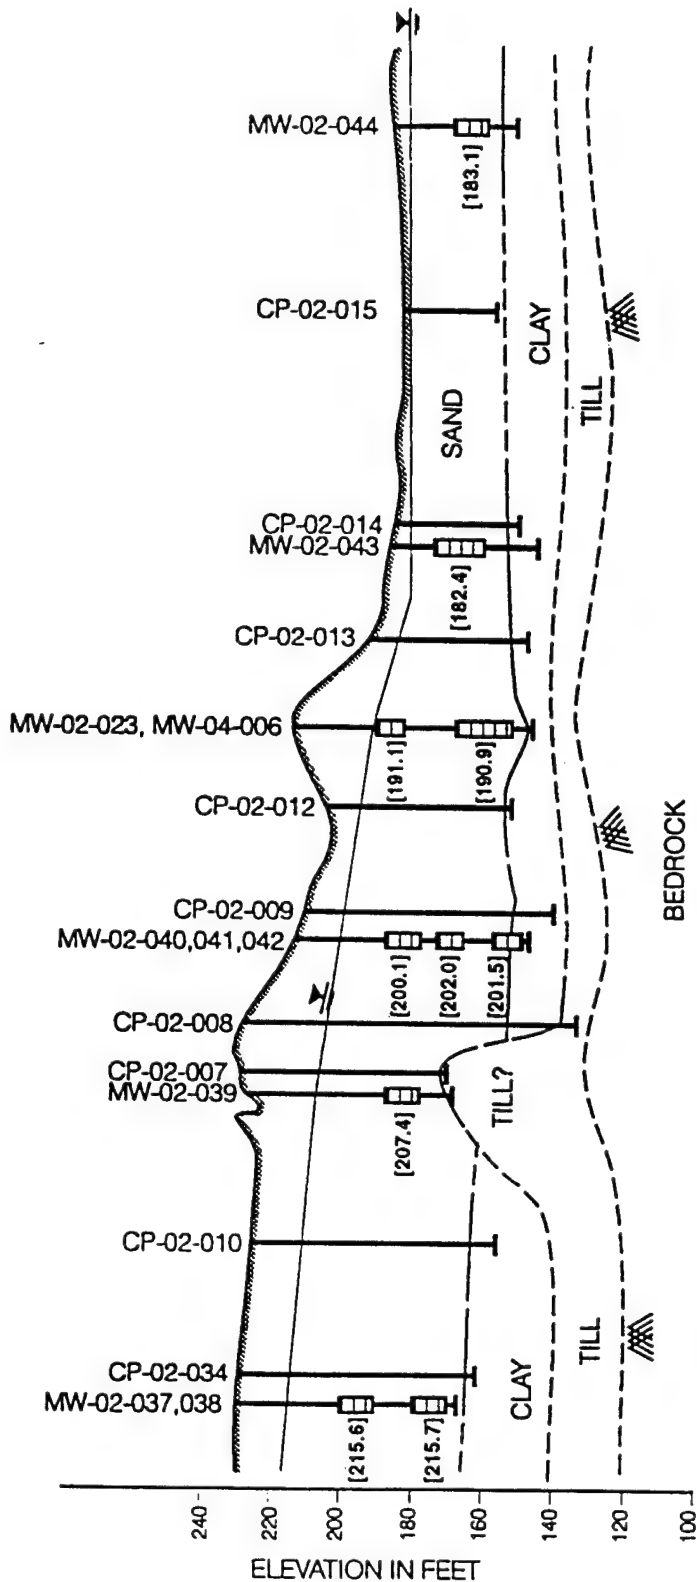 MW-02-044
[183.1]
CP-02-015
CLAY
TILL
SAND
CP-02-014
MW-02-043
[182.4]
CP-02-013
MW-02-023, MW-04-006
[191.1]
[190.9]
CP-02-012
BEDROCK
CP-02-009
MW-02-040,041,042
[200.1]
[202.0]
[201.5]
CP-02-008
CP-02-007
MW-02-039
[207.4]
TILL?
CP-02-010
TILL
CP-02-034
CLAY
MW-02-037,038
[215.6]
[215.7]
240
220
200
180
160
140
120
100
ELEVATION IN FEET